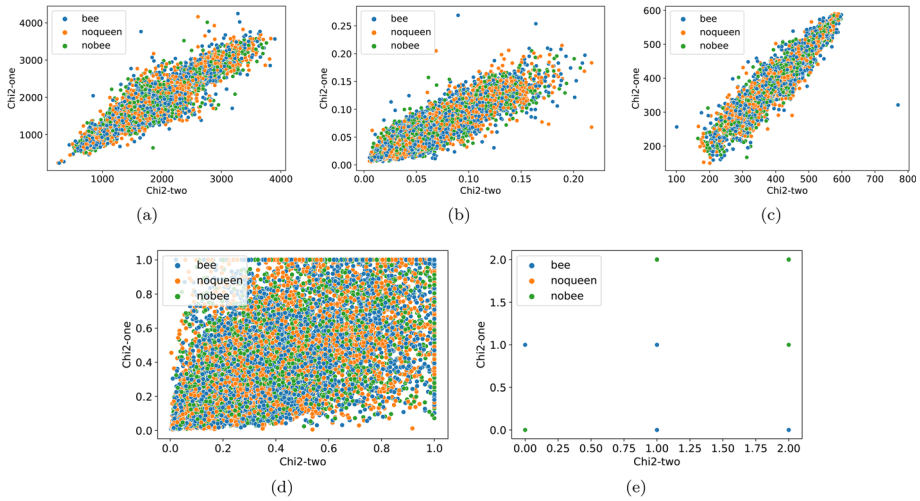 bee
noqueen
nobee
4000
3000
2000
1000
Chi2-one
1000
2000
3000
4000
Chi2-two
(a)
bee
noqueen
nobee
0.25
0.20
0.15
0.10
0.05
0.00
Chi2-one
0.00
0.05
0.10
0.15
0.20
Chi2-two
(b)
bee
noqueen
nobee
600
500
400
300
200
Chi2-one
100
200
300
400
500
600
700
800
Chi2-two
(c)
bee
noqueen
nobee
1.0
0.8
0.6
0.4
0.2
0.0
Chi2-one
0.0
0.2
0.4
0.6
0.8
1.0
Chi2-two
(d)
bee
noqueen
nobee
2.0
1.5
1.0
0.5
0.0
Chi2-one
0.00
0.25
0.50
0.75
1.00
1.25
1.50
1.75
2.00
Chi2-two
(e)